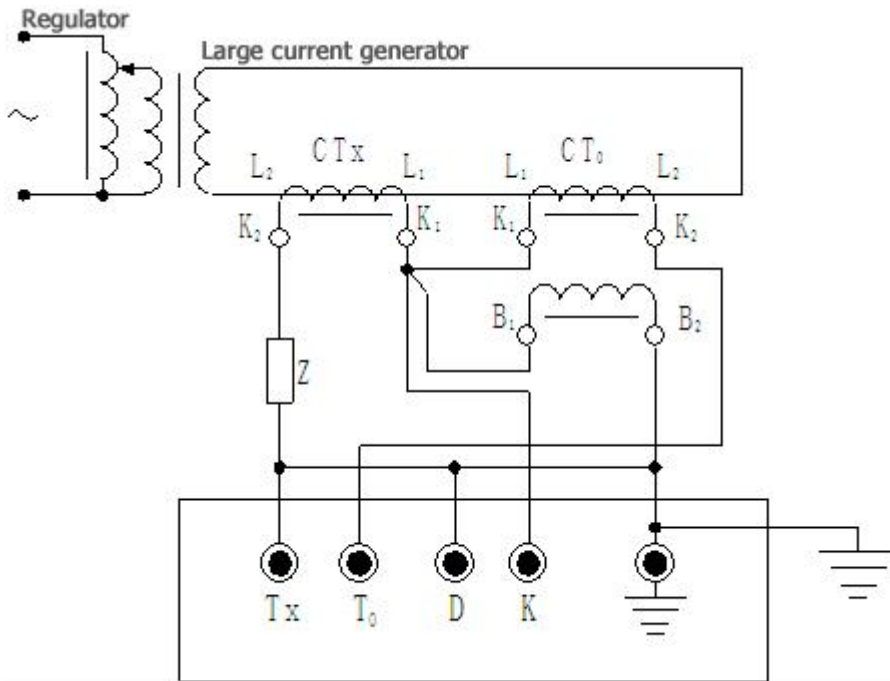 Regulator
Large current generator
~
L₂ CTx L₁ L₁ CT₀ L₂
K₂ K₁ K₁ K₂
B₁ B₂
Z
Tx T₀ D K